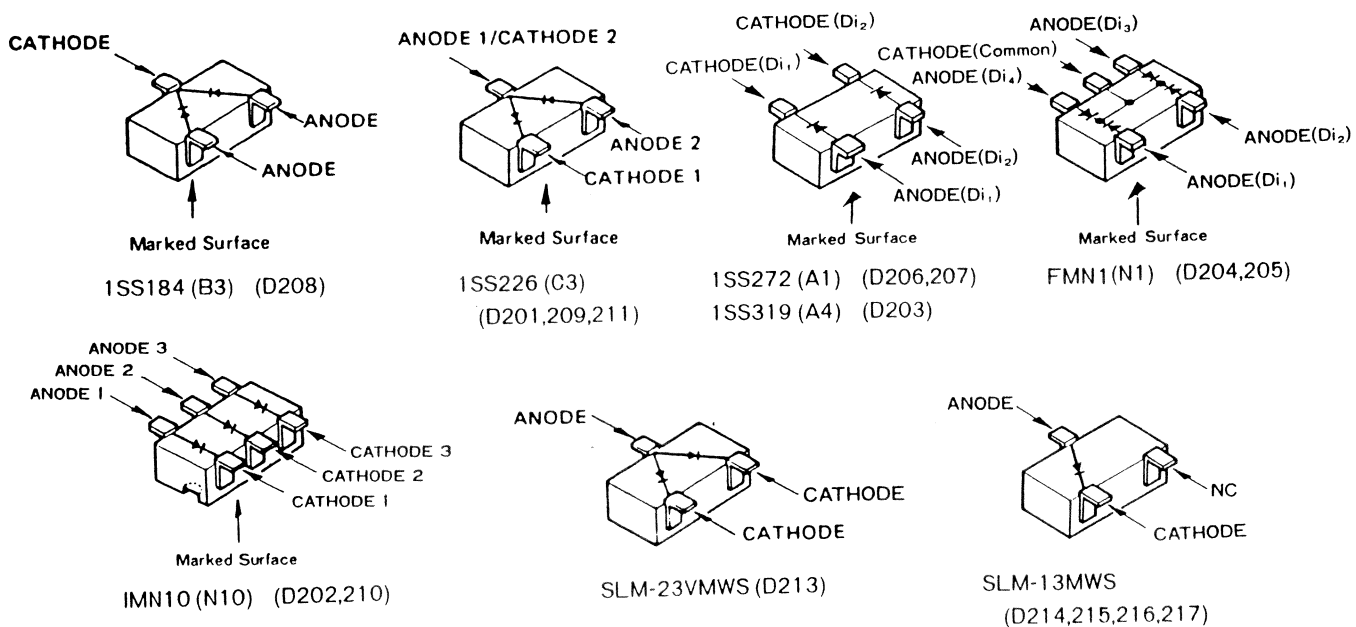 CATHODE
ANODE
ANODE
Marked Surface
1SS184 (B3) (D208)
ANODE 1/CATHODE 2
ANODE 2
CATHODE 1
Marked Surface
1SS226 (C3)
(D201,209,211)
CATHODE (Di₂)
CATHODE(Di₁)
ANODE(Di₂)
ANODE(Di₁)
Marked Surface
1SS272 (A1) (D206,207)
1SS319 (A4) (D203)
ANODE(Di₃)
CATHODE(Common)
ANODE(Di₄)
ANODE(Di₂)
ANODE(Di₁)
Marked Surface
FMN1(N1) (D204,205)
ANODE 3
ANODE 2
ANODE 1
CATHODE 3
CATHODE 2
CATHODE 1
Marked Surface
IMN10 (N10) (D202,210)
ANODE
CATHODE
CATHODE
SLM-23VMWS (D213)
ANODE
NC
CATHODE
SLM-13MWS
(D214,215,216,217)